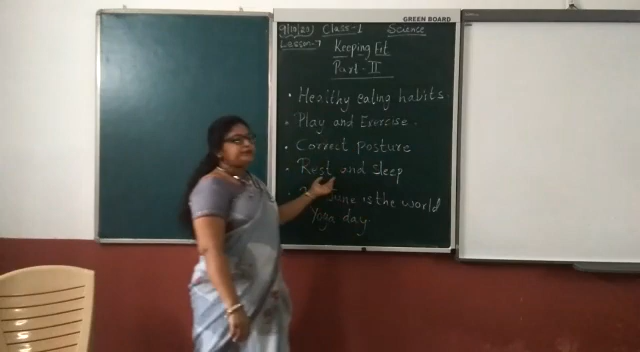 GREEN BOARD
9/10/20 Class-1 Science
Lesson-7
Keeping Fit
Part-II
• Healthy eating habits.
• Play and Exercise.
• Correct posture
• Rest and sleep
• June is the world
Yoga day